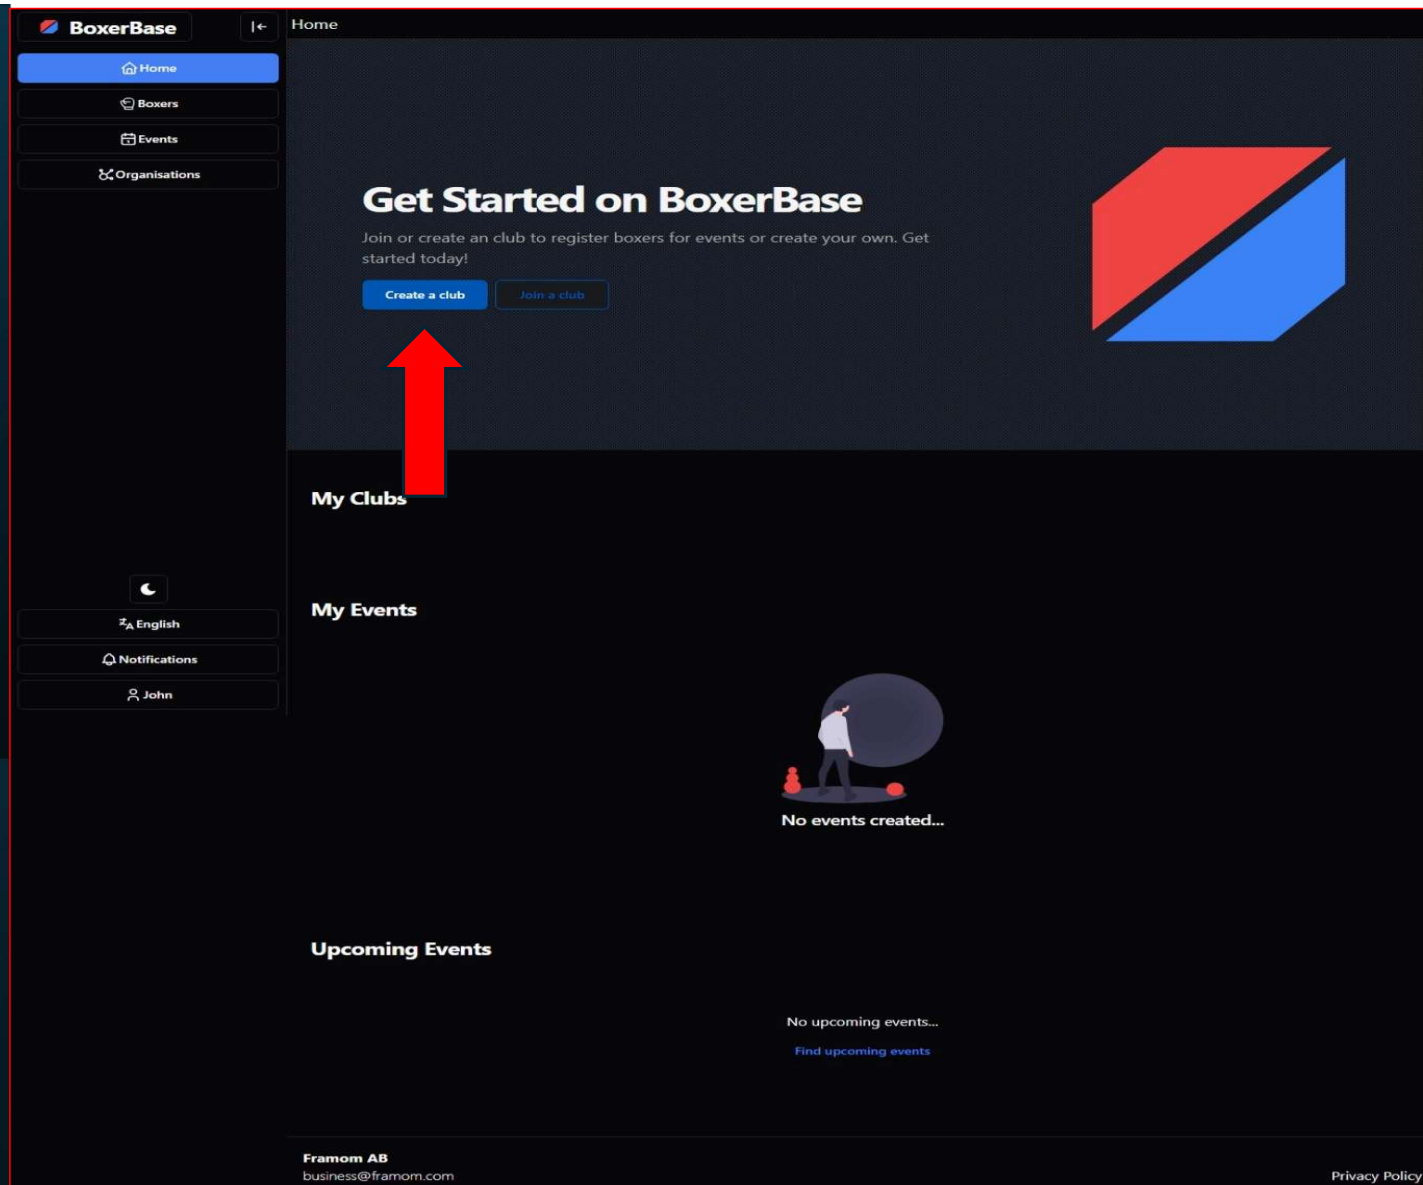 BoxerBase
Home
Boxers
Events
Organisations
English
Notifications
John
Home
Get Started on BoxerBase
Join or create an club to register boxers for events or create your own. Get
started today!
Create a club
Join a club
My Clubs
My Events
No events created...
Upcoming Events
No upcoming events...
Find upcoming events
Framom AB
business@framom.com
Privacy Policy